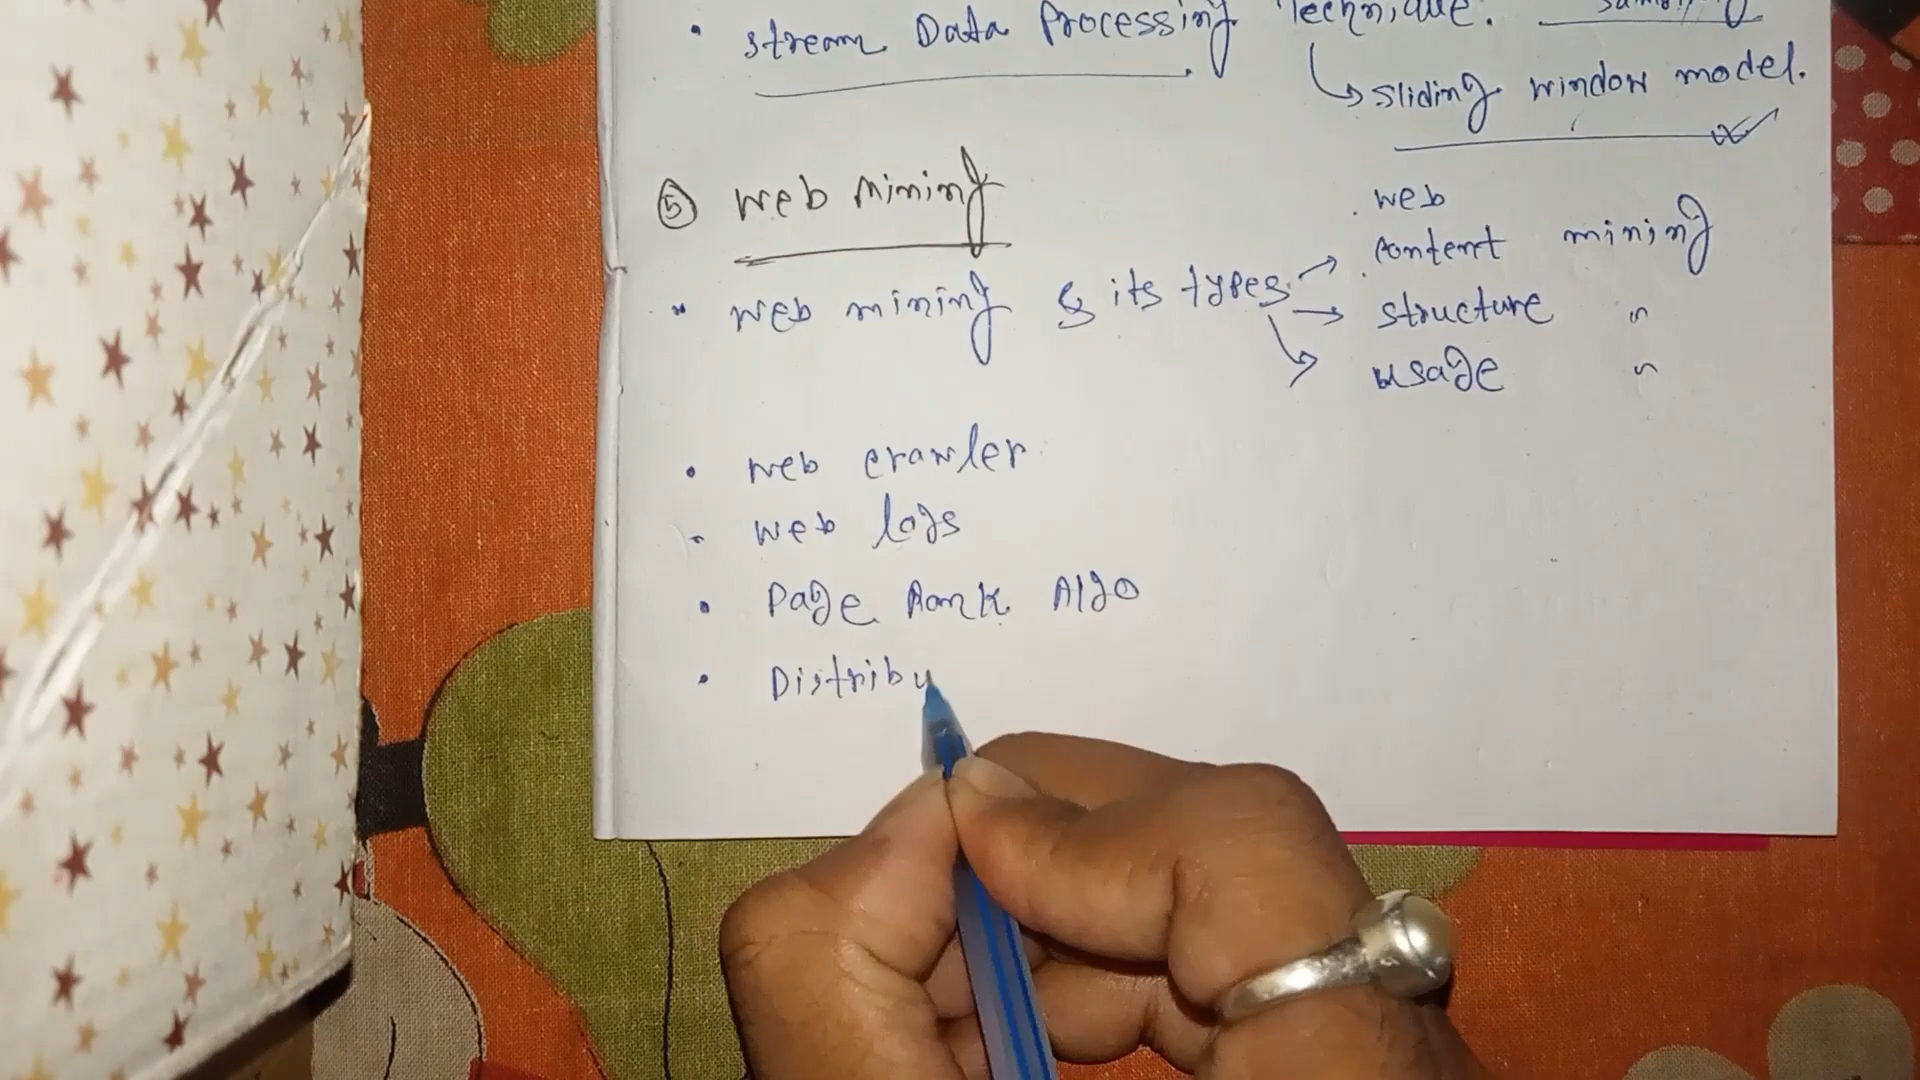 • stream Data Processing Technique.
↳ sliding window model.
⑤ web mining
• web mining & its types → web content mining
→ structure "
→ usage "
• web crawler
• web logs
• Page Rank Algo
• Distribu